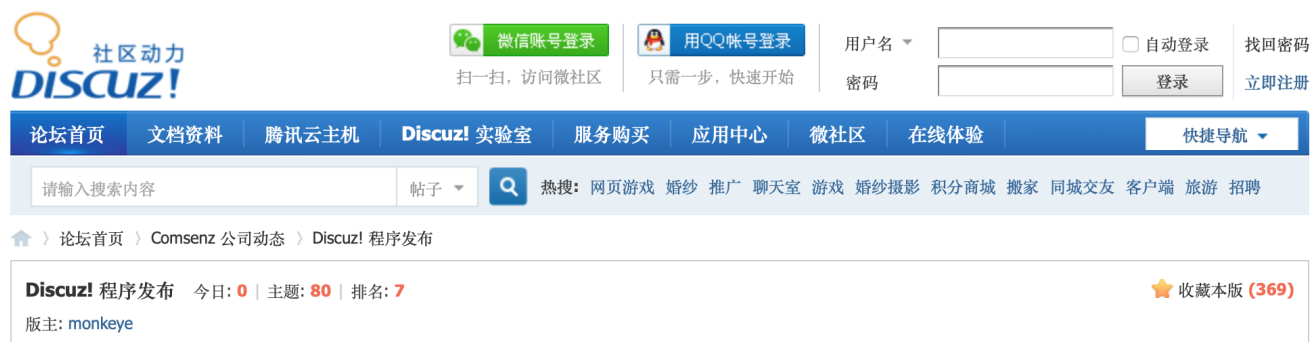 社区动力
DISCUZ!
微信账号登录
扫一扫，访问微社区
用QQ帐号登录
只需一步，快速开始
用户名
自动登录
找回密码
密码
登录
立即注册
论坛首页 文档资料 腾讯云主机 Discuz! 实验室 服务购买 应用中心 微社区 在线体验 快捷导航
请输入搜索内容 帖子 热搜: 网页游戏 婚纱 推广 聊天室 游戏 婚纱摄影 积分商城 搬家 同城交友 客户端 旅游 招聘
论坛首页 〉 Comsenz 公司动态 〉 Discuz! 程序发布
Discuz! 程序发布 今日: 0 | 主题: 80 | 排名: 7 收藏本版 (369)
版主: monkeye